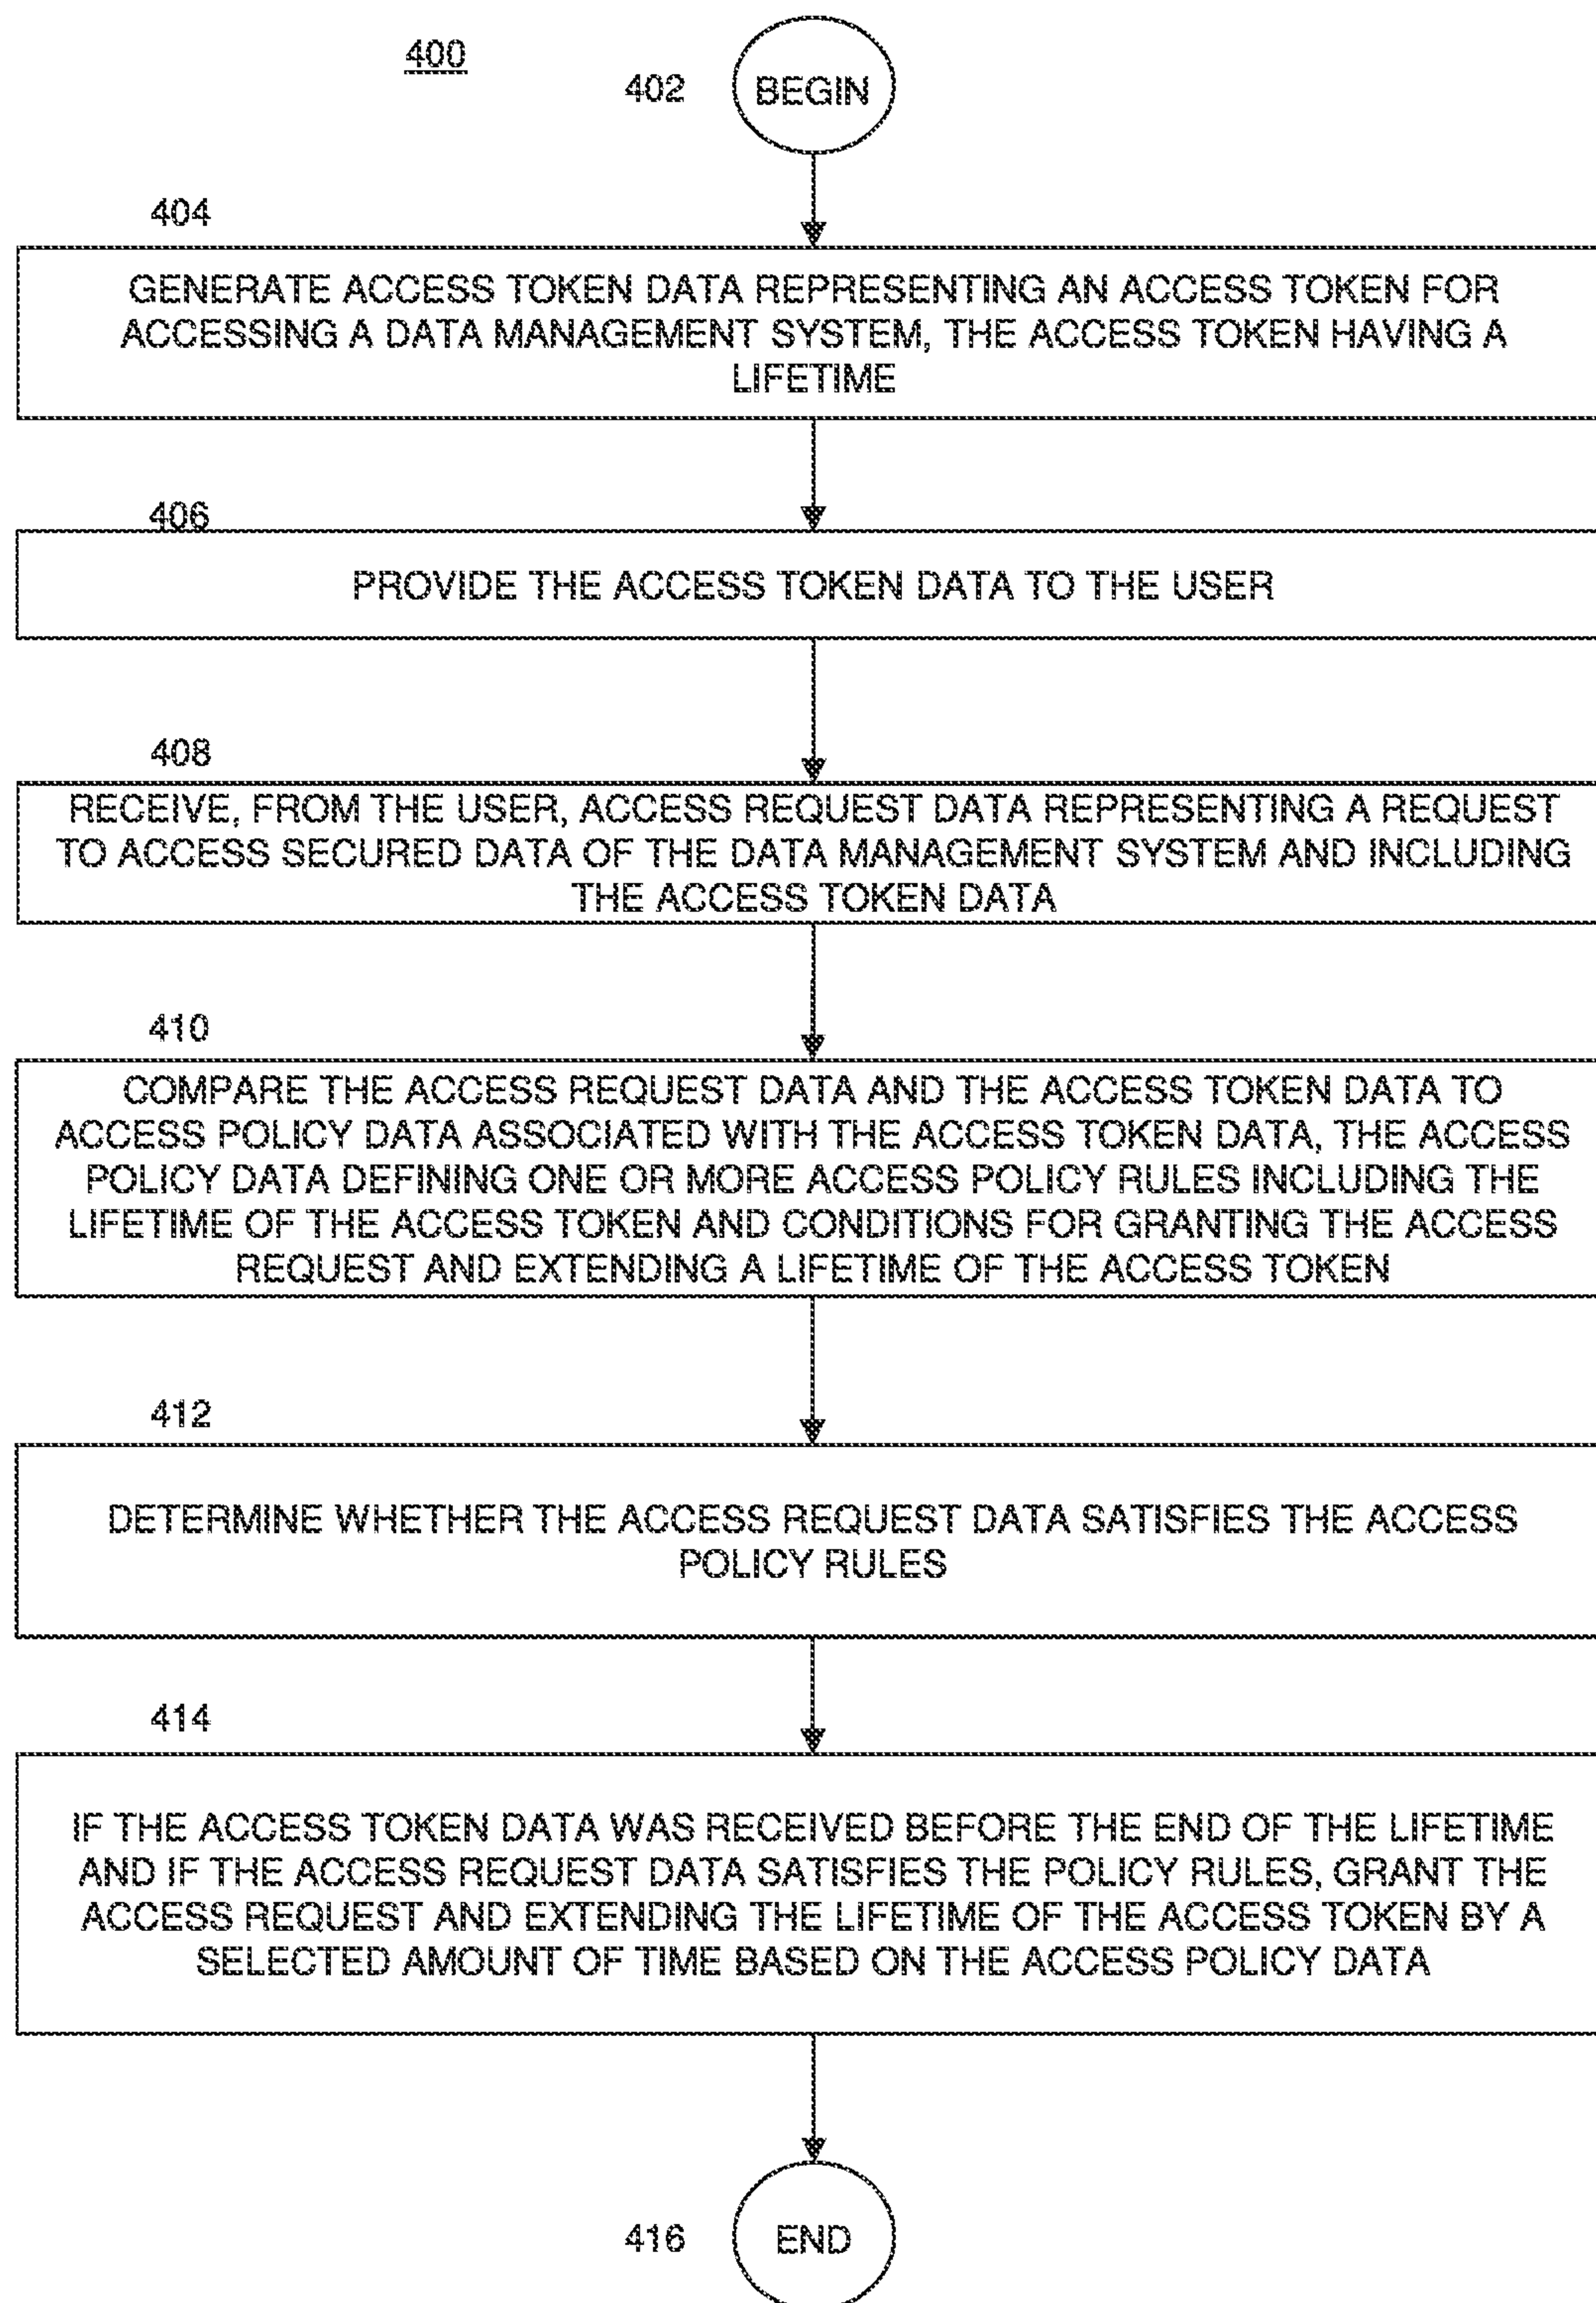 400
402
BEGIN
404
GENERATE ACCESS TOKEN DATA REPRESENTING AN ACCESS TOKEN FOR
ACCESSING A DATA MANAGEMENT SYSTEM, THE ACCESS TOKEN HAVING A
LIFETIME
406
PROVIDE THE ACCESS TOKEN DATA TO THE USER
408
RECEIVE, FROM THE USER, ACCESS REQUEST DATA REPRESENTING A REQUEST
TO ACCESS SECURED DATA OF THE DATA MANAGEMENT SYSTEM AND INCLUDING
THE ACCESS TOKEN DATA
410
COMPARE THE ACCESS REQUEST DATA AND THE ACCESS TOKEN DATA TO
ACCESS POLICY DATA ASSOCIATED WITH THE ACCESS TOKEN DATA, THE ACCESS
POLICY DATA DEFINING ONE OR MORE ACCESS POLICY RULES INCLUDING THE
LIFETIME OF THE ACCESS TOKEN AND CONDITIONS FOR GRANTING THE ACCESS
REQUEST AND EXTENDING A LIFETIME OF THE ACCESS TOKEN
412
DETERMINE WHETHER THE ACCESS REQUEST DATA SATISFIES THE ACCESS
POLICY RULES
414
IF THE ACCESS TOKEN DATA WAS RECEIVED BEFORE THE END OF THE LIFETIME
AND IF THE ACCESS REQUEST DATA SATISFIES THE POLICY RULES, GRANT THE
ACCESS REQUEST AND EXTENDING THE LIFETIME OF THE ACCESS TOKEN BY A
SELECTED AMOUNT OF TIME BASED ON THE ACCESS POLICY DATA
416
END